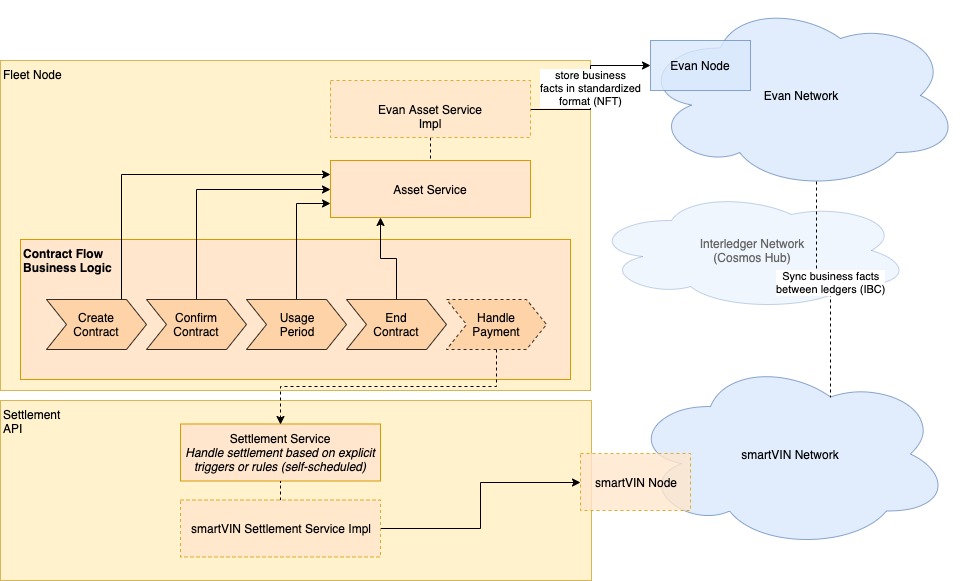 Fleet Node
Evan Asset Service
Impl
store business
facts in standardized
format (NFT)
Evan Node
Evan Network
Asset Service
Contract Flow
Business Logic
Create
Contract
Confirm
Contract
Usage
Period
End
Contract
Handle
Payment
Interledger Network
(Cosmos Hub)
Sync business facts
between ledgers (IBC)
Settlement
API
Settlement Service
Handle settlement based on explicit
triggers or rules (self-scheduled)
smartVIN Settlement Service Impl
smartVIN Node
smartVIN Network